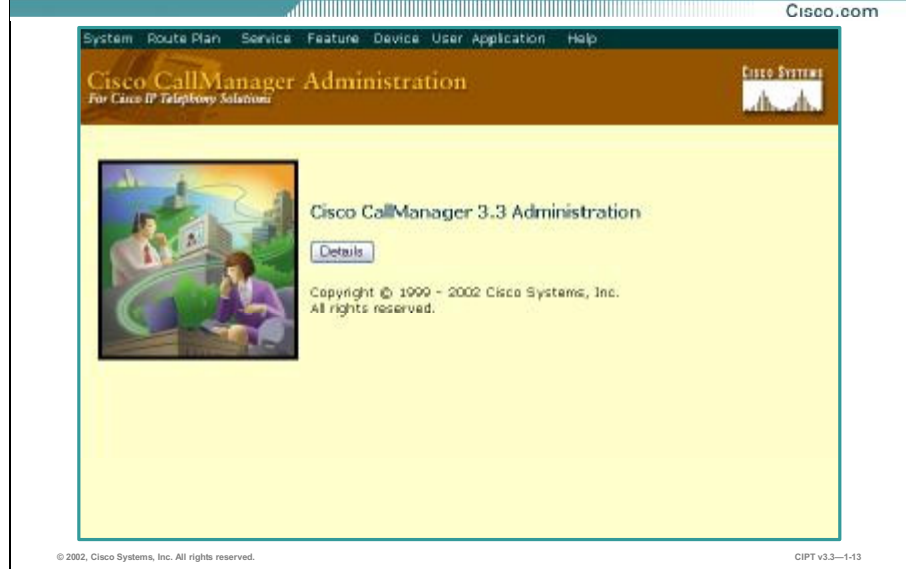 Cisco.com
System Route Plan Service Feature Device User Application Help
Cisco CallManager Administration
For Cisco IP Telephony Solutions
CISCO SYSTEMS
Cisco CallManager 3.3 Administration
Details
Copyright © 1999 - 2002 Cisco Systems, Inc.
All rights reserved.
© 2002, Cisco Systems, Inc. All rights reserved.
CIPT v3.3—1-13